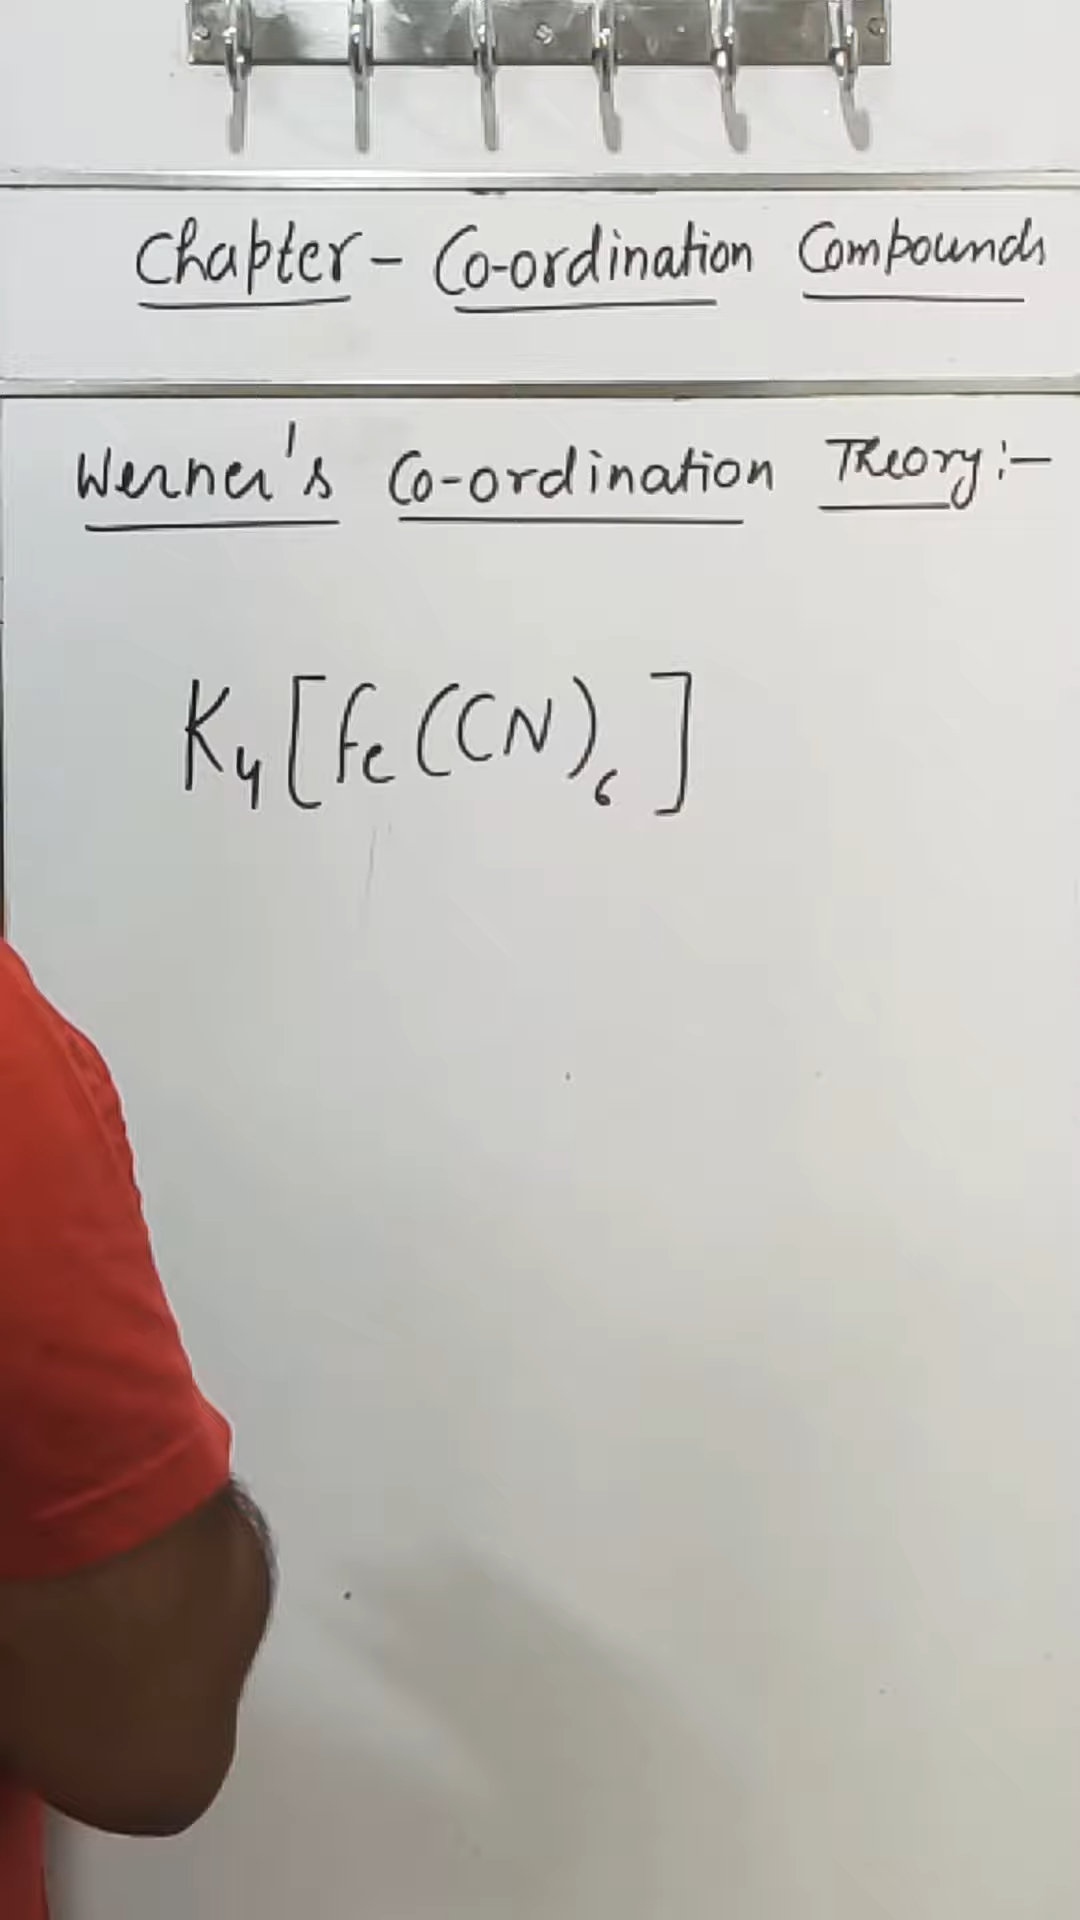 Chapter - Co-ordination Compounds
Werner's Co-ordination Theory :-
K₄[Fe(CN)₆]